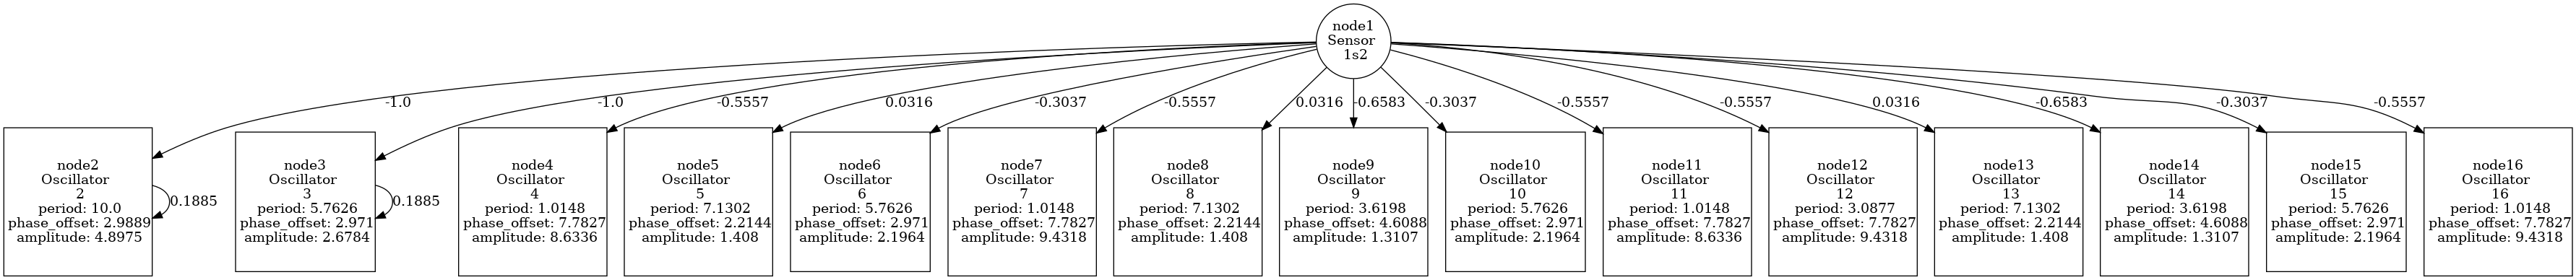 node1
Sensor
1s2
-1.0
-1.0
-0.5557
0.0316
-0.3037
-0.5557
0.0316
-0.6583
-0.3037
-0.5557
-0.5557
0.0316
-0.6583
-0.3037
-0.5557
node2
Oscillator
2
period: 10.0
phase_offset: 2.9889
amplitude: 4.8975
0.1885
node3
Oscillator
3
period: 5.7626
phase_offset: 2.971
amplitude: 2.6784
0.1885
node4
Oscillator
4
period: 1.0148
phase_offset: 7.7827
amplitude: 8.6336
node5
Oscillator
5
period: 7.1302
phase_offset: 2.2144
amplitude: 1.408
node6
Oscillator
6
period: 5.7626
phase_offset: 2.971
amplitude: 2.1964
node7
Oscillator
7
period: 1.0148
phase_offset: 7.7827
amplitude: 9.4318
node8
Oscillator
8
period: 7.1302
phase_offset: 2.2144
amplitude: 1.408
node9
Oscillator
9
period: 3.6198
phase_offset: 4.6088
amplitude: 1.3107
node10
Oscillator
10
period: 5.7626
phase_offset: 2.971
amplitude: 2.1964
node11
Oscillator
11
period: 1.0148
phase_offset: 7.7827
amplitude: 8.6336
node12
Oscillator
12
period: 3.0877
phase_offset: 7.7827
amplitude: 9.4318
node13
Oscillator
13
period: 7.1302
phase_offset: 2.2144
amplitude: 1.408
node14
Oscillator
14
period: 3.6198
phase_offset: 4.6088
amplitude: 1.3107
node15
Oscillator
15
period: 5.7626
phase_offset: 2.971
amplitude: 2.1964
node16
Oscillator
16
period: 1.0148
phase_offset: 7.7827
amplitude: 9.4318